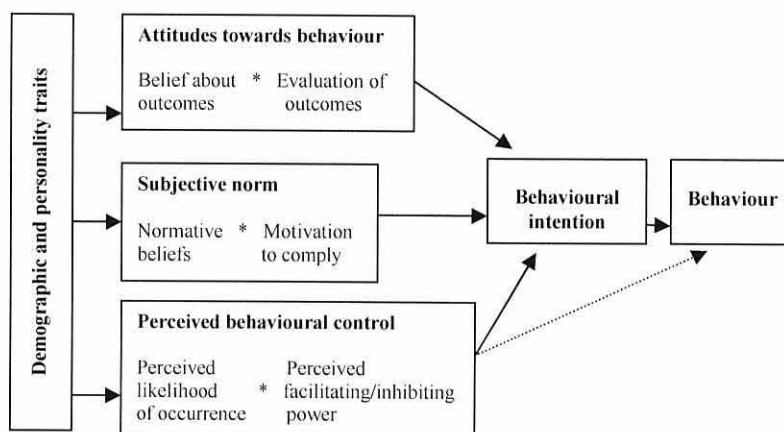 Demographic and personality traits
Attitudes towards behaviour
Belief about * Evaluation of
outcomes outcomes
Subjective norm
Normative * Motivation
beliefs to comply
Perceived behavioural control
Perceived Perceived
likelihood * facilitating/inhibiting
of occurrence power
Behavioural
intention
Behaviour